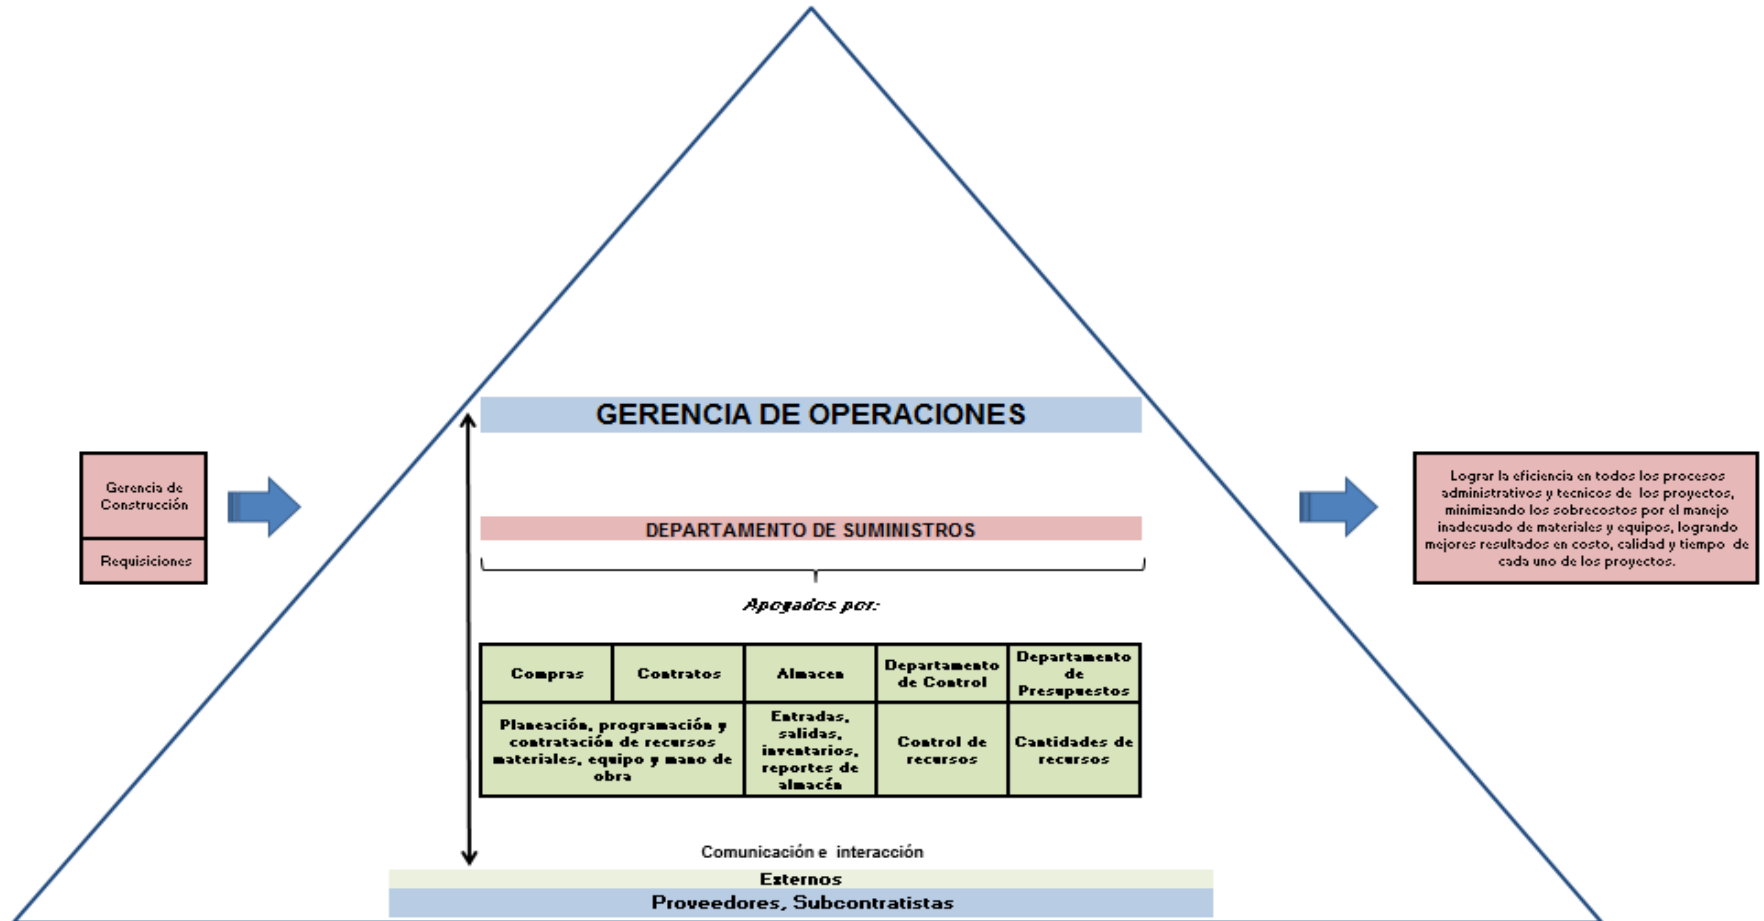 GERENCIA DE OPERACIONES
Gerencia de
Construcción
Requisiciones
DEPARTAMENTO DE SUMINISTROS
Apoyados por:
Compras
Contratos
Almacen
Departamento
de Control
Departamento
de
Presupuestos
Planeación, programación y
contratación de recursos
materiales, equipo y mano de
obra
Entradas,
salidas,
inventarios,
reportes de
almacén
Control de
recursos
Cantidades de
recursos
Comunicación e interacción
Externos
Proveedores, Subcontratistas
Lograr la eficiencia en todos los procesos
administrativos y tecnicos de los proyectos,
minimizando los sobrecostos por el manejo
inadecuado de materiales y equipos, logrando
mejores resultados en costo, calidad y tiempo de
cada uno de los proyectos.